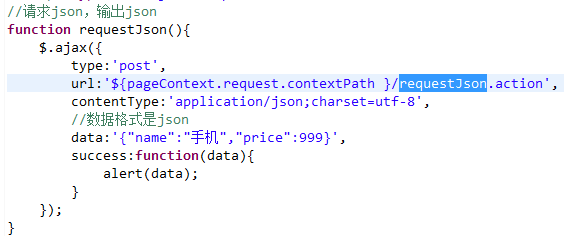 //请求json，输出json
function requestJson(){
    $.ajax({
        type:'post',
        url:'${pageContext.request.contextPath }/requestJson.action',
        contentType:'application/json;charset=utf-8',
        //数据格式是json
        data:'{"name":"手机","price":999}',
        success:function(data){
            alert(data);
        }
    });
}